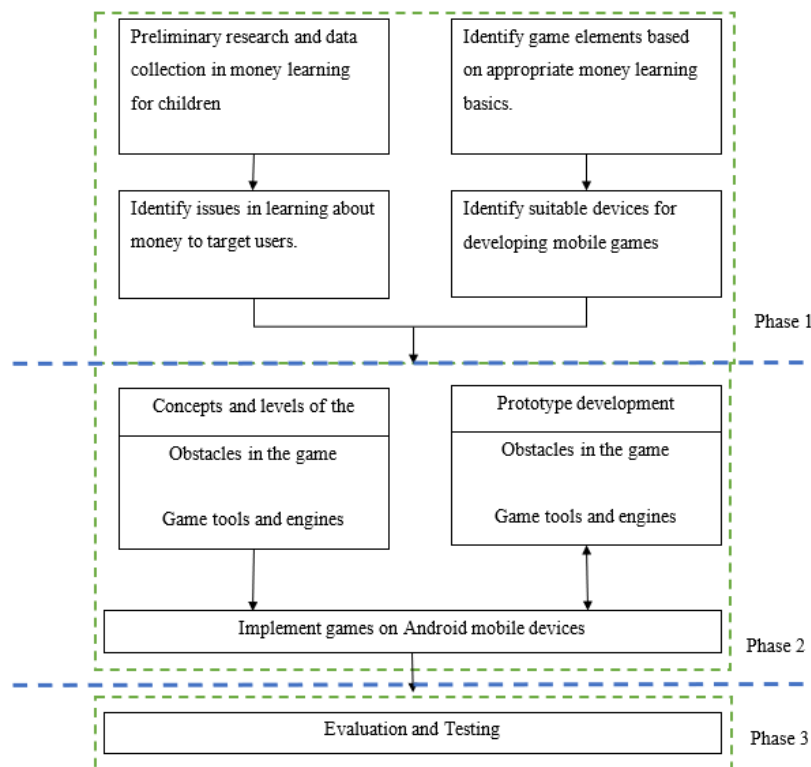 Preliminary research and data
collection in money learning
for children
Identify game elements based
on appropriate money learning
basics.
Identify issues in learning about
money to target users.
Identify suitable devices for
developing mobile games
Phase 1
Concepts and levels of the
Obstacles in the game
Game tools and engines
Prototype development
Obstacles in the game
Game tools and engines
Implement games on Android mobile devices
Phase 2
Evaluation and Testing
Phase 3